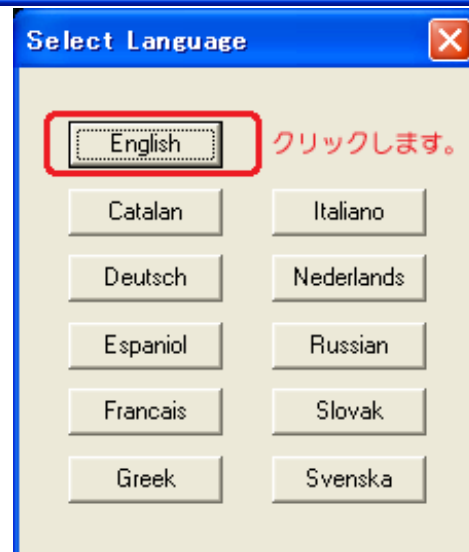 Select Language
English クリックします。
Catalan Italiano
Deutsch Nederlands
Espaniol Russian
Francais Slovak
Greek Svenska